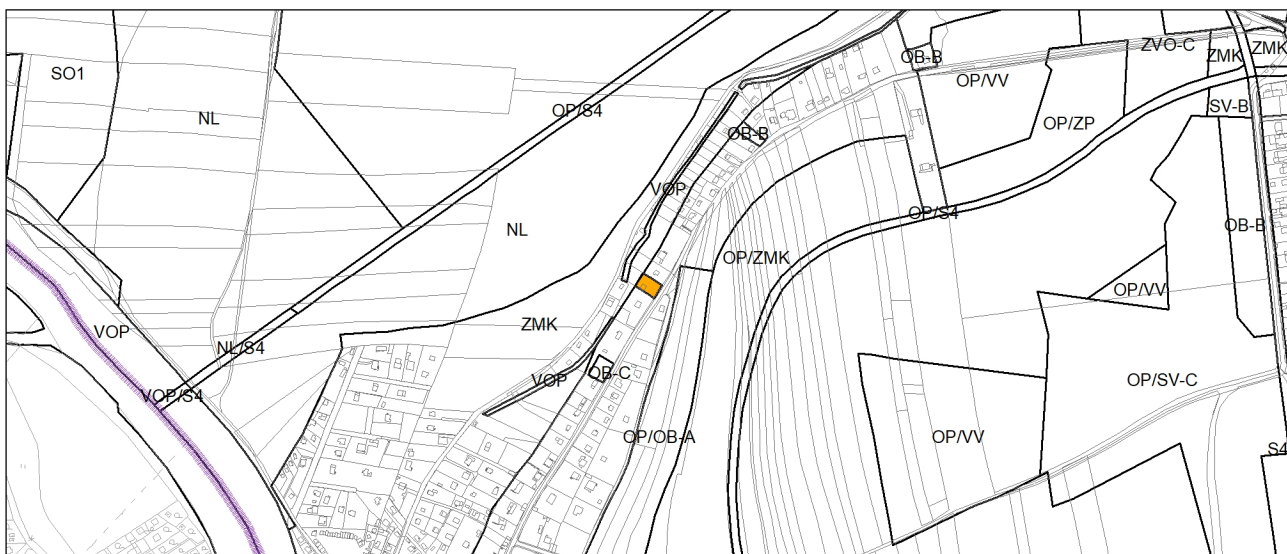 ZVO-C
ZMK
ZMK
OB-B
SO1
OP/VV
SV-B
OP/S4
NL
OP/ZP
OB-B
VOP
OP/S4
OB-B
NL
OP/ZMK
OP/VV
ZMK
VOP
NL/S4
OB-C
VOP
OP/SV-C
VOP/S4
OP/OB-A
OP/VV
S4